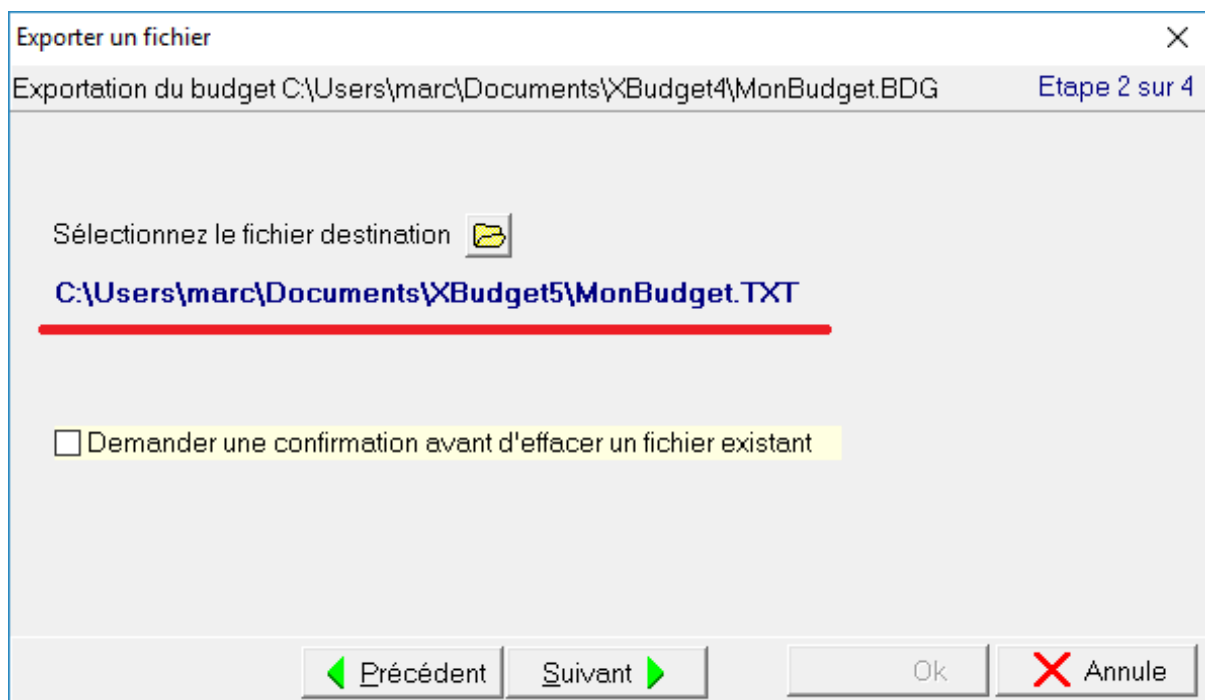 Exporter un fichier
Exportation du budget C:\Users\marc\Documents\XBudget4\MonBudget.BDG Etape 2 sur 4
Sélectionnez le fichier destination
C:\Users\marc\Documents\XBudget5\MonBudget.TXT
Demander une confirmation avant d'effacer un fichier existant
Précédent Suivant Ok Annule